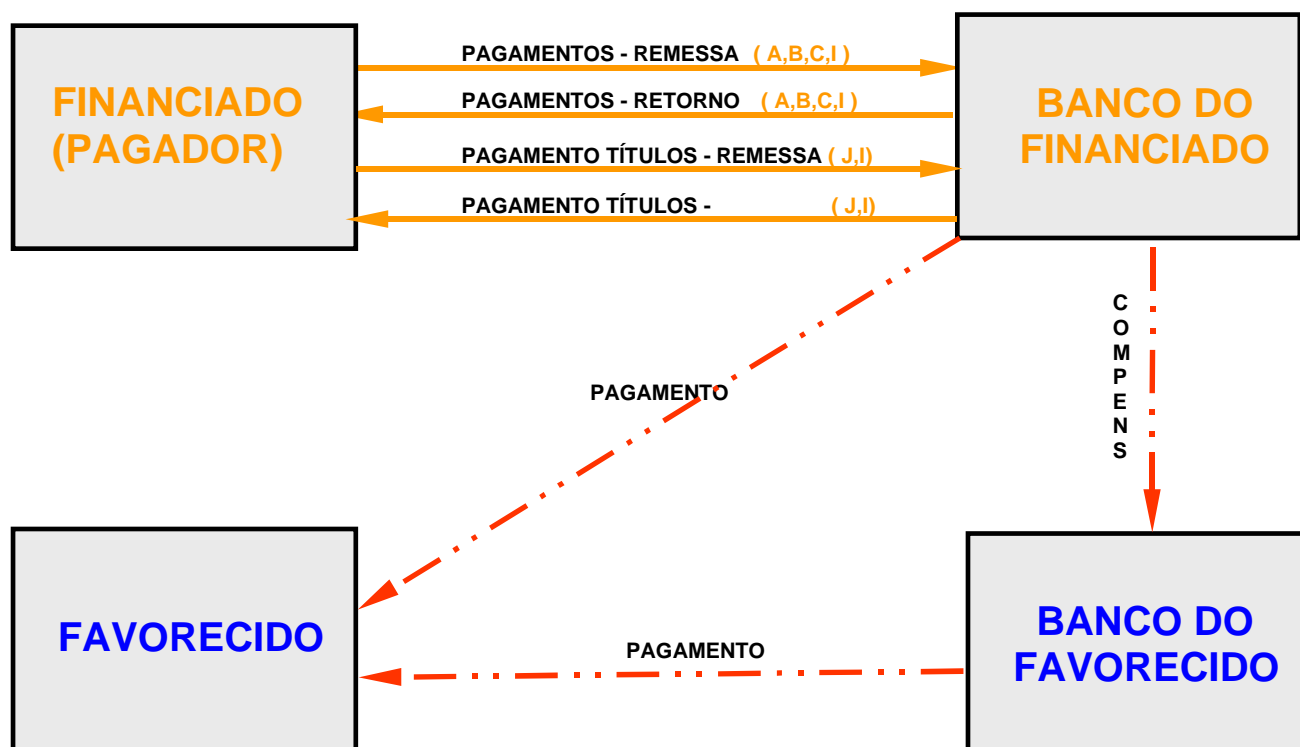 PAGAMENTOS - REMESSA ( A,B,C,I )
FINANCIADO
(PAGADOR)
PAGAMENTOS - RETORNO ( A,B,C,I )
PAGAMENTO TÍTULOS - REMESSA ( J,I)
PAGAMENTO TÍTULOS - ( J,I)
BANCO DO
FINANCIADO
C
O
M
P
E
N
S
PAGAMENTO
FAVORECIDO
PAGAMENTO
BANCO DO
FAVORECIDO